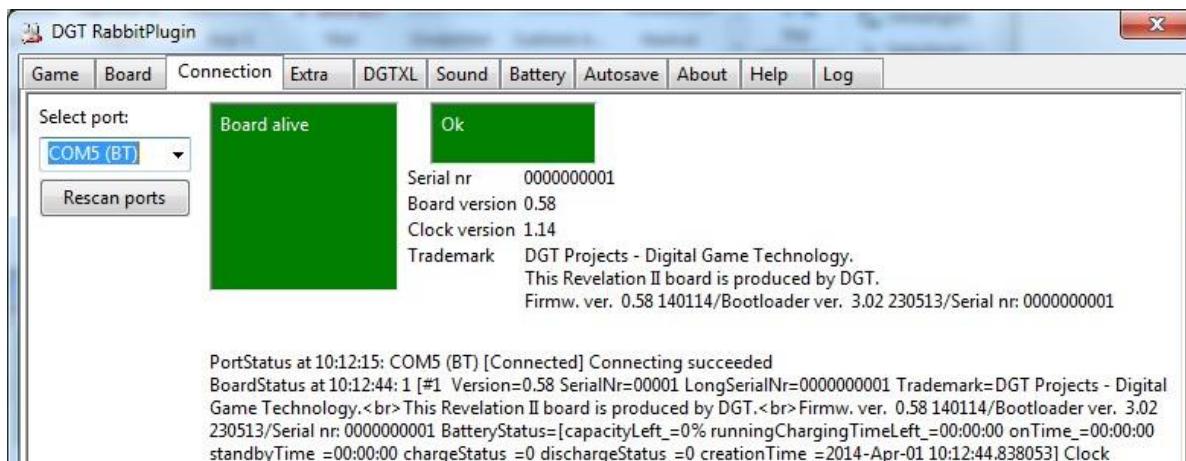 DGT RabbitPlugin
Game Board Connection Extra DGTXL Sound Battery Autosave About Help Log
Select port:
COM5 (BT)
Rescan ports
Board alive
Ok
Serial nr 0000000001
Board version 0.58
Clock version 1.14
Trademark DGT Projects - Digital Game Technology.
This Revelation II board is produced by DGT.
Firmw. ver. 0.58 140114/Bootloader ver. 3.02 230513/Serial nr: 0000000001
PortStatus at 10:12:15: COM5 (BT) [Connected] Connecting succeeded
BoardStatus at 10:12:44: 1 [#1 Version=0.58 SerialNr=00001 LongSerialNr=0000000001 Trademark=DGT Projects - Digital
Game Technology.<br>This Revelation II board is produced by DGT.<br>Firmw. ver. 0.58 140114/Bootloader ver. 3.02
230513/Serial nr: 0000000001 BatteryStatus=[capacityLeft_=0% runningChargingTimeLeft_=00:00:00 onTime_=00:00:00
standbyTime_=00:00:00 chargeStatus_=0 dischargeStatus_=0 creationTime_=2014-Apr-01 10:12:44.838053] Clock